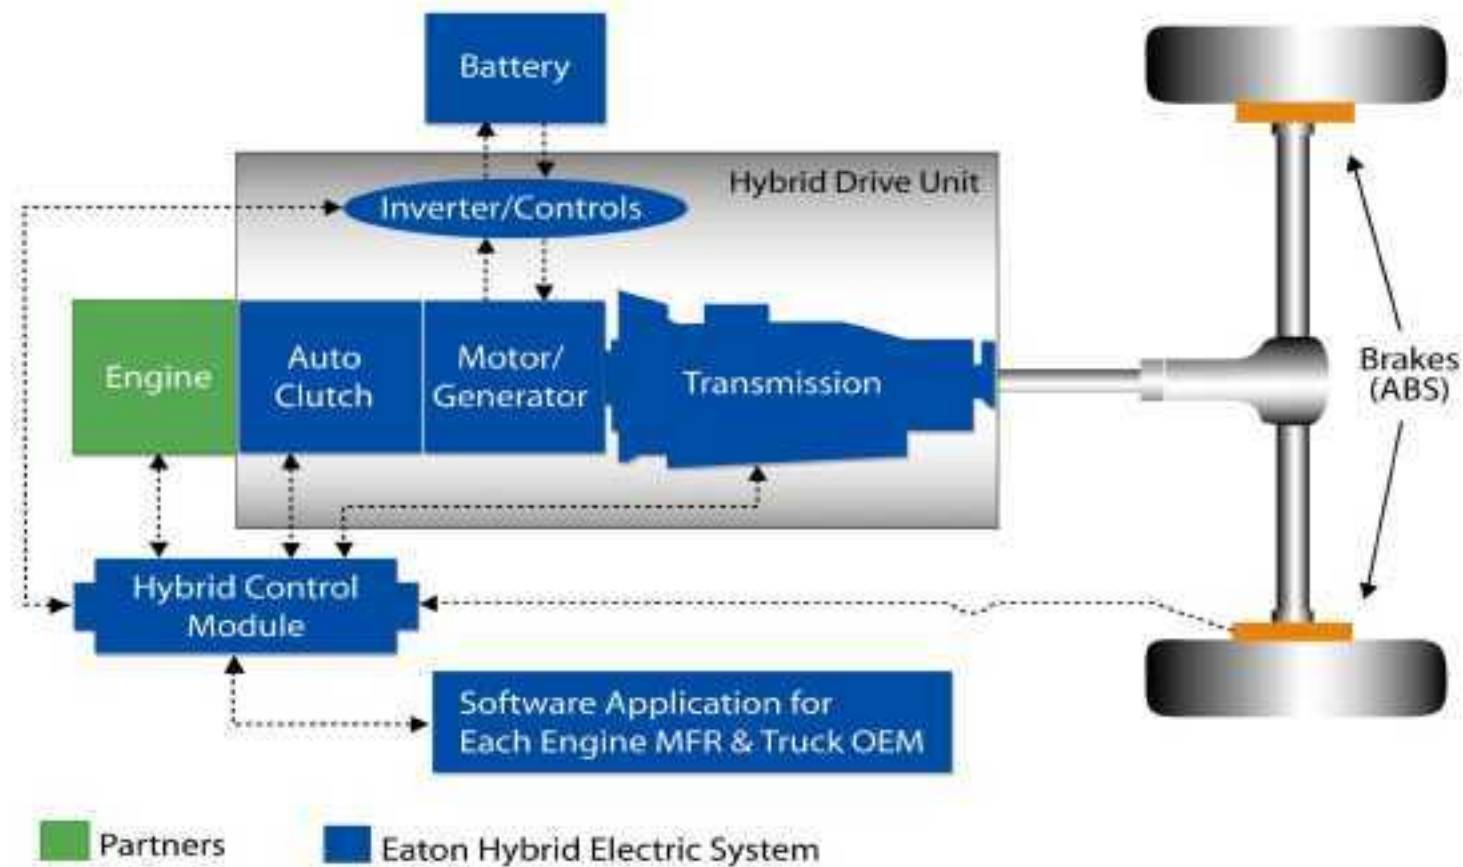 Battery
Hybrid Drive Unit
Inverter/Controls
Engine
Auto
Clutch
Motor/
Generator
Transmission
Brakes
(ABS)
Hybrid Control
Module
Software Application for
Each Engine MFR & Truck OEM
Partners
Eaton Hybrid Electric System